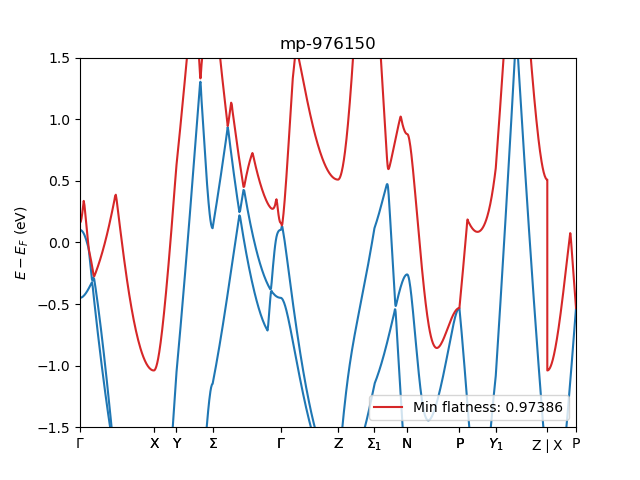 mp-976150
E − E_F (eV)
1.5
1.0
0.5
0.0
−0.5
−1.0
−1.5
Min flatness: 0.97386
Γ X Y Σ Γ Z Σ₁ N P Y₁ Z | X P